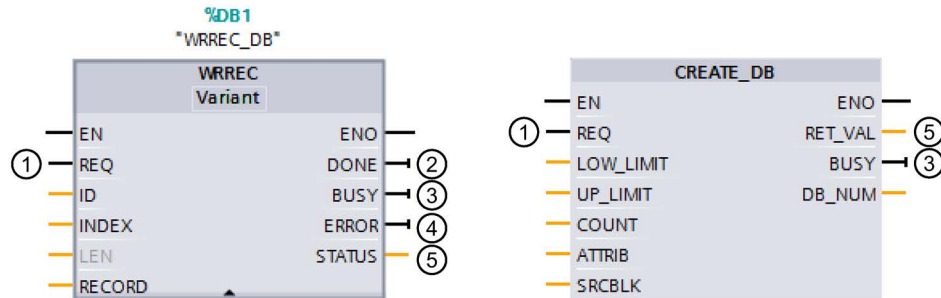 %DB1
"WRREC_DB"
WRREC
Variant
EN ENO
① REQ DONE ②
ID BUSY ③
INDEX ERROR ④
LEN STATUS ⑤
RECORD
CREATE_DB
EN ENO
① REQ RET_VAL ⑤
LOW_LIMIT BUSY ③
UP_LIMIT DB_NUM
COUNT
ATTRIB
SRCBLK